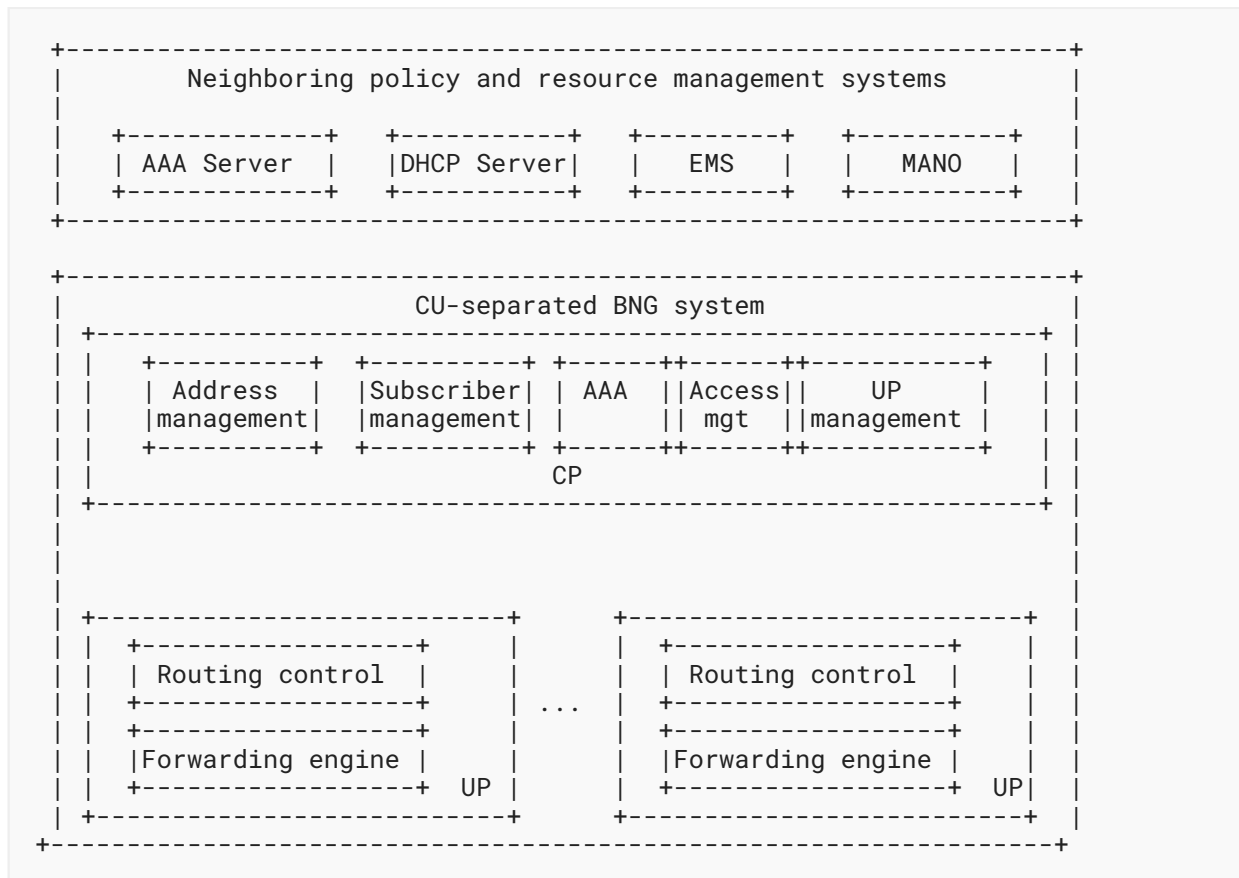 Neighboring policy and resource management systems
AAA Server DHCP Server EMS MANO
CU-separated BNG system
Address Subscriber AAA Access UP
management management mgt management
CP
Routing control Routing control
...
Forwarding engine Forwarding engine
UP UP